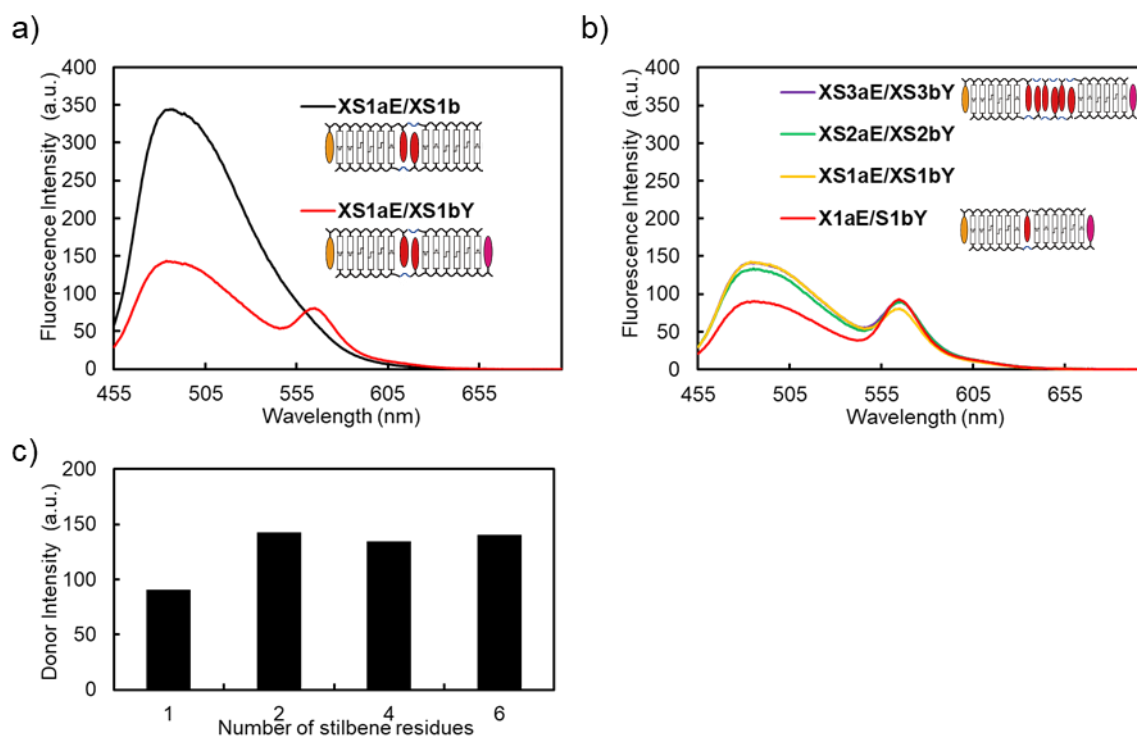 a)
Fluorescence Intensity (a.u.)
400
350
300
250
200
150
100
50
0
455
505
555
605
655
Wavelength (nm)
XS1aE/XS1b
XS1aE/XS1bY
b)
Fluorescence Intensity (a.u.)
400
350
300
250
200
150
100
50
0
455
505
555
605
655
Wavelength (nm)
XS3aE/XS3bY
XS2aE/XS2bY
XS1aE/XS1bY
X1aE/S1bY
c)
Donor Intensity (a.u.)
200
150
100
50
0
1
2
4
6
Number of stilbene residues